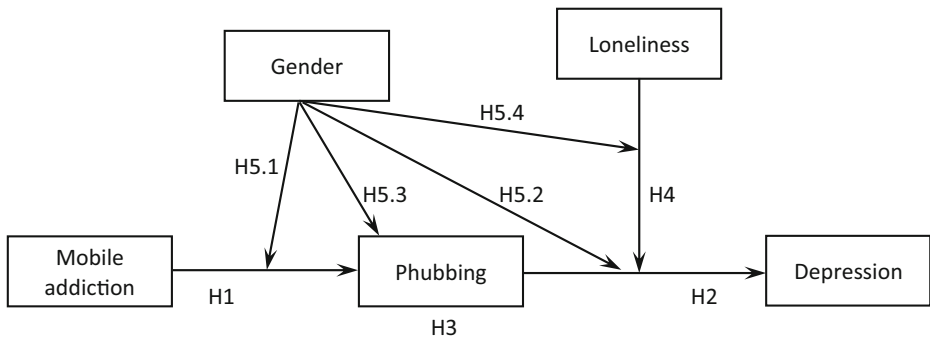 Loneliness
Gender
H5.4
H5.1
H5.3
H5.2
H4
Mobile
addiction
Phubbing
Depression
H1
H2
H3